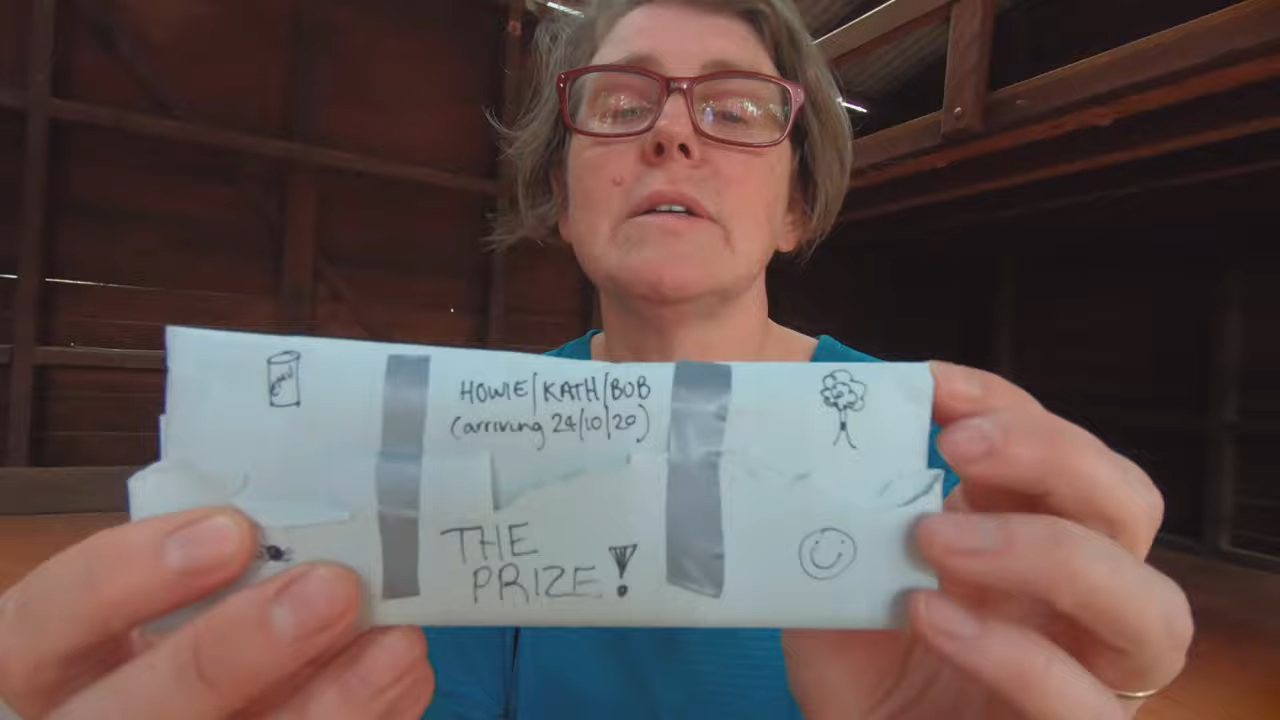 HOWIE/KATH/BOB
(arriving 24/10/20)
THE
PRIZE!